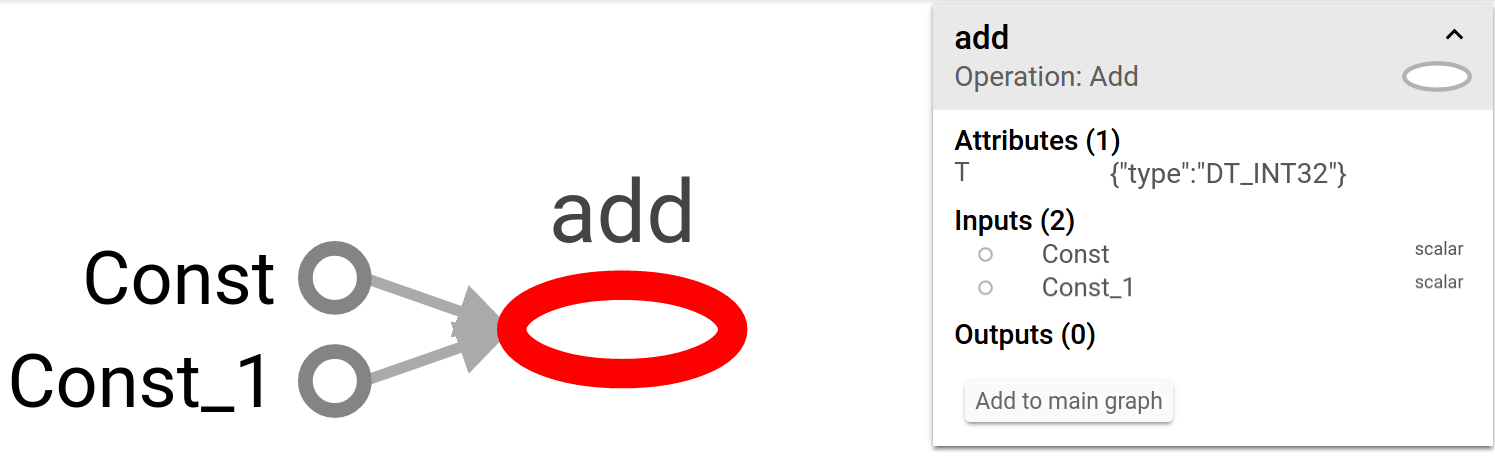 add
Const
Const_1
add
Operation: Add
Attributes (1)
T {"type":"DT_INT32"}
Inputs (2)
Const scalar
Const_1 scalar
Outputs (0)
Add to main graph